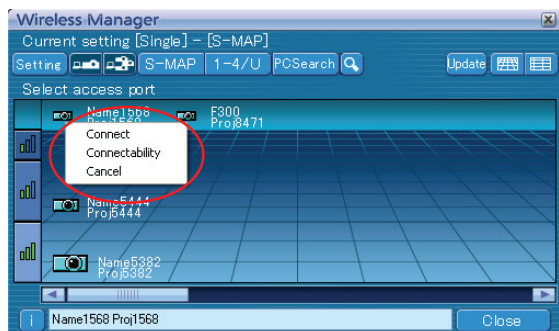 Wireless Manager
Current setting [Single] - [S-MAP]
Setting S-MAP 1-4/U PCSearch Update
Select access port
Name1568 F300
Proj1568 Proj8471
Connect
Connectability
Cancel
Name5444
Proj5444
Name5382
Proj5382
i Name1568 Proj1568 Close